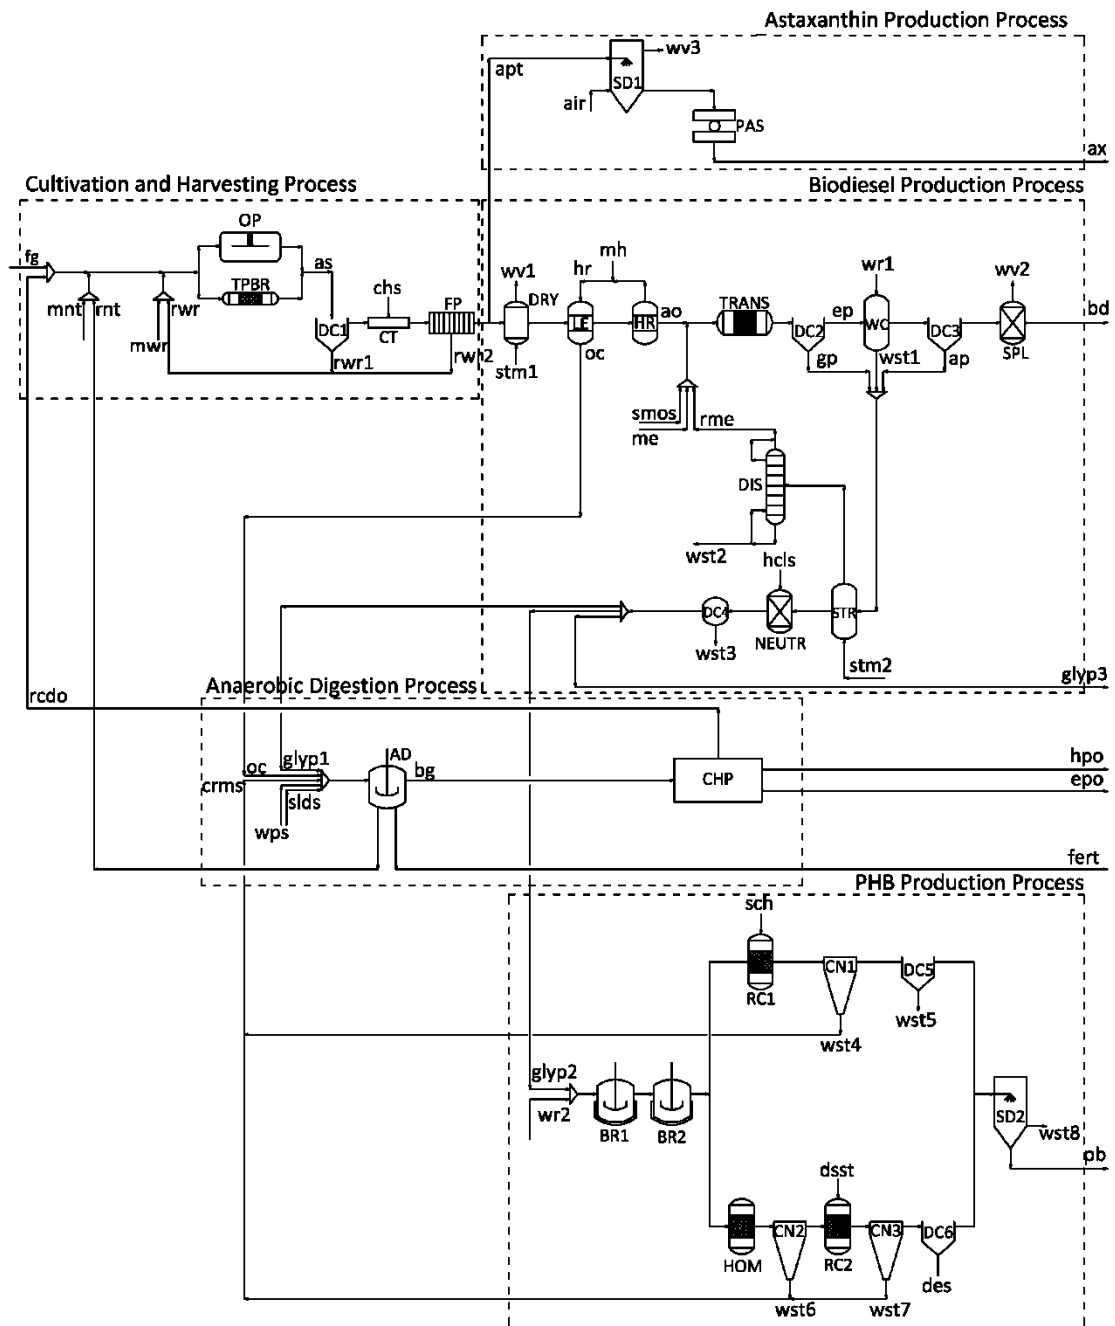 Astaxanthin Production Process
wv3
apt
SD1
air
PAS
ax
Cultivation and Harvesting Process
Biodiesel Production Process
OP
fg
as
mh
wr1
hr
wv1
wv2
TPBR
chs
FP
DRY
TRANS
mnt
rnt
rwr
DC1
CT
LE
HR
ao
DC2
ep
WC
DC3
bd
mwr
rwr1
rwr2
stm1
oc
gp
wst1
ap
SPL
smos
me
rme
DIS
wst2
hcls
DC4
NEUTR
STR
wst3
stm2
Anaerobic Digestion Process
glyp3
rcdo
AD
glyp1
oc
bg
hpo
crms
CHP
epo
slds
wps
fert
PHB Production Process
sch
CN1
DC5
RC1
wst5
wst4
glyp2
wr2
BR1
BR2
SD2
wst8
pb
dsst
CN2
CN3
DC6
HOM
RC2
des
wst6
wst7